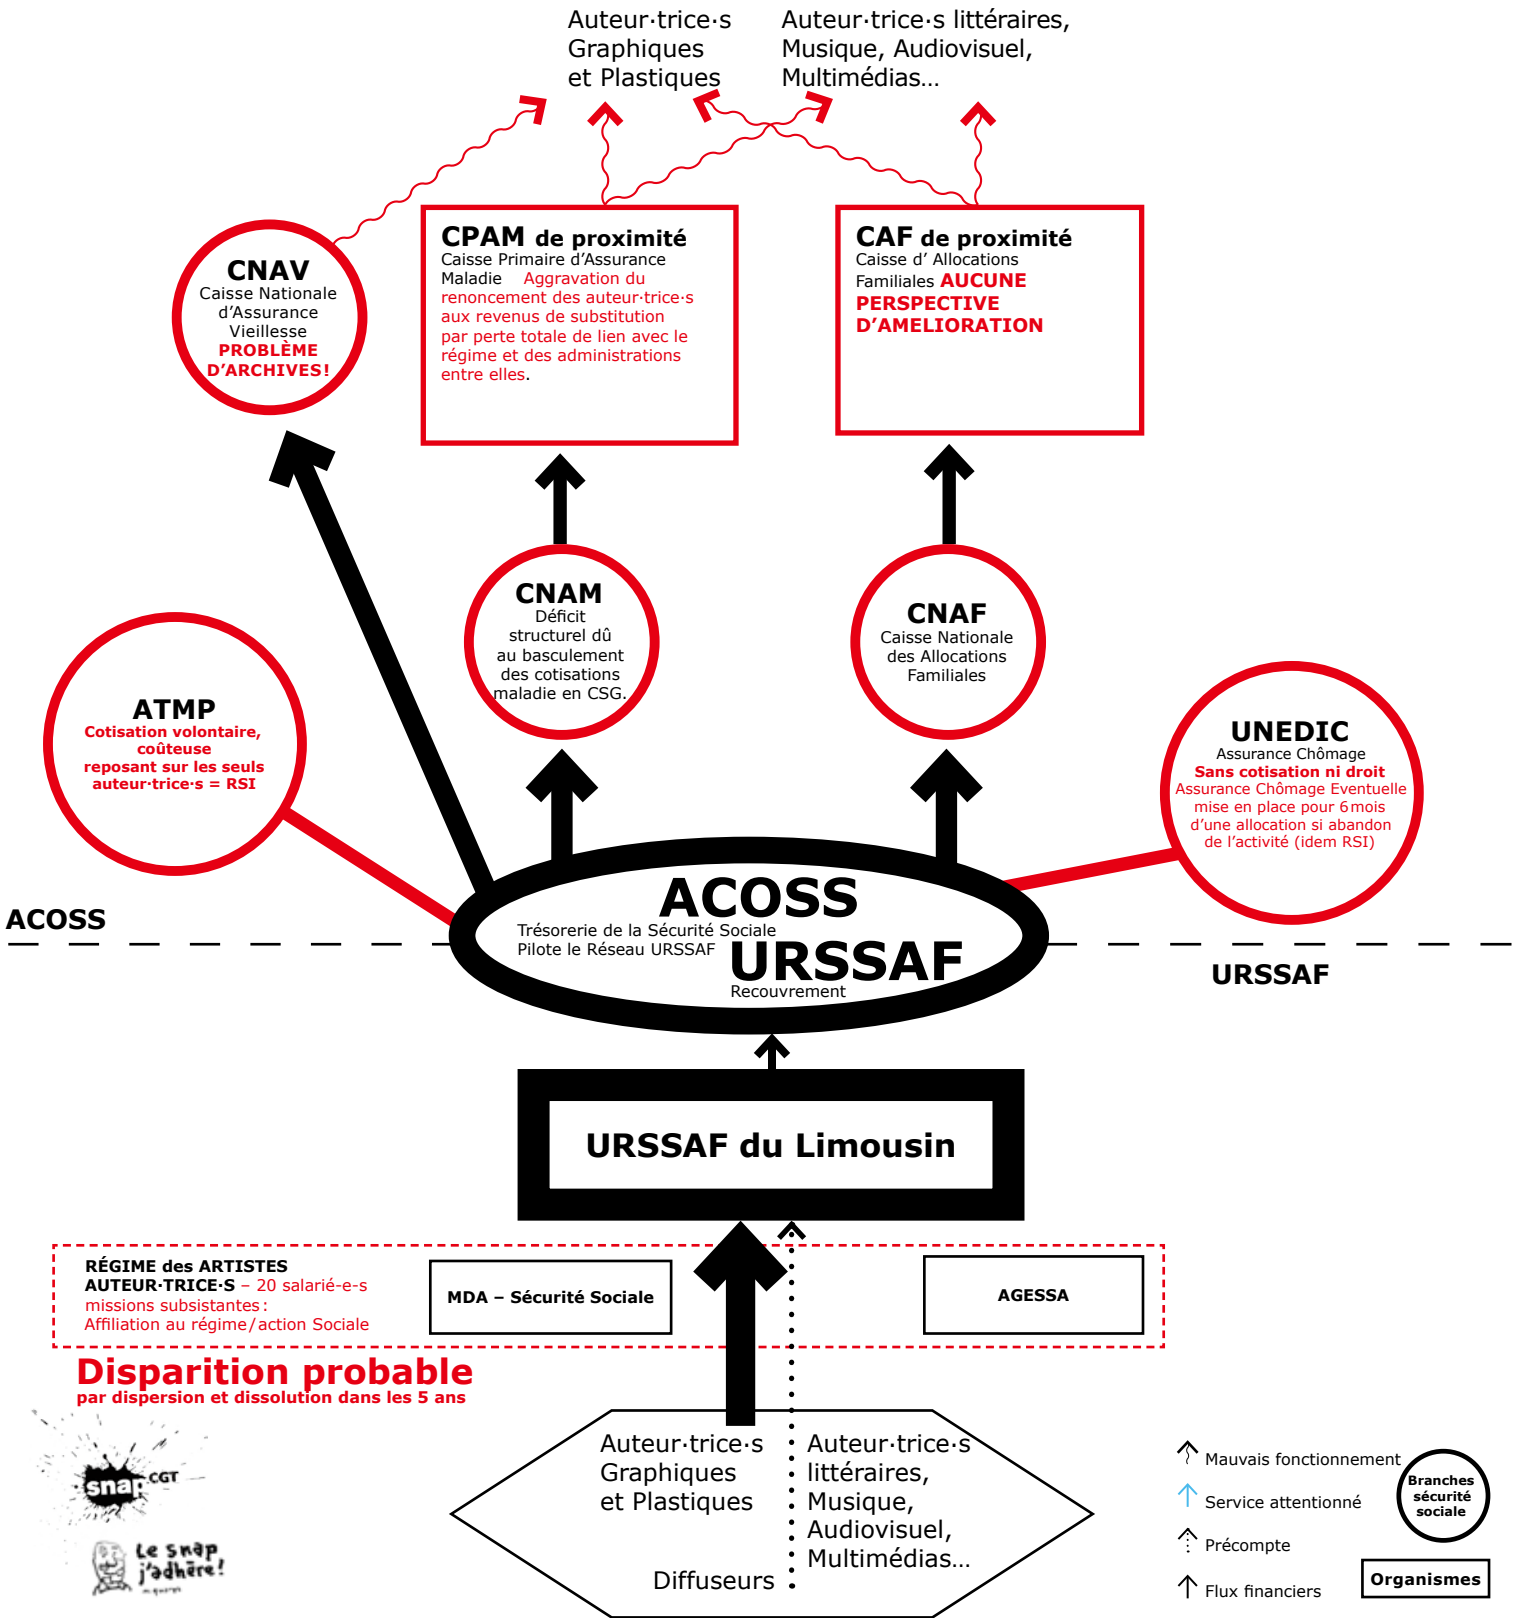 Auteur·trice·s
Graphiques
et Plastiques
Auteur·trice·s littéraires,
Musique, Audiovisuel,
Multimédias…
CNAV
Caisse Nationale
d’Assurance
Vieillesse
PROBLÈME
D’ARCHIVES!
CPAM de proximité
Caisse Primaire d’Assurance
Maladie Aggravation du
renoncement des auteur·trice·s
aux revenus de substitution
par perte totale de lien avec le
régime et des administrations
entre elles.
CAF de proximité
Caisse d’ Allocations
Familiales AUCUNE
PERSPECTIVE
D’AMELIORATION
CNAM
Déficit
structurel dû
au basculement
des cotisations
maladie en CSG.
CNAF
Caisse Nationale
des Allocations
Familiales
ATMP
Cotisation volontaire,
coûteuse
reposant sur les seuls
auteur·trice·s = RSI
UNEDIC
Assurance Chômage
Sans cotisation ni droit
Assurance Chômage Eventuelle
mise en place pour 6 mois
d’une allocation si abandon
de l’activité (idem RSI)
ACOSS
ACOSS
Trésorerie de la Sécurité Sociale
Pilote le Réseau URSSAF
URSSAF
Recouvrement
URSSAF
URSSAF du Limousin
RÉGIME des ARTISTES
AUTEUR·TRICE·S – 20 salarié-e-s
missions subsistantes :
Affiliation au régime/action Sociale
MDA – Sécurité Sociale
AGESSA
Disparition probable
par dispersion et dissolution dans les 5 ans
Auteur·trice·s
Graphiques
et Plastiques
Auteur·trice·s
littéraires,
Musique,
Audiovisuel,
Multimédias…
Diffuseurs
snap CGT
Le snap
j'adhère!
Mauvais fonctionnement
Service attentionné
Précompte
Flux financiers
Branches
sécurité
sociale
Organismes